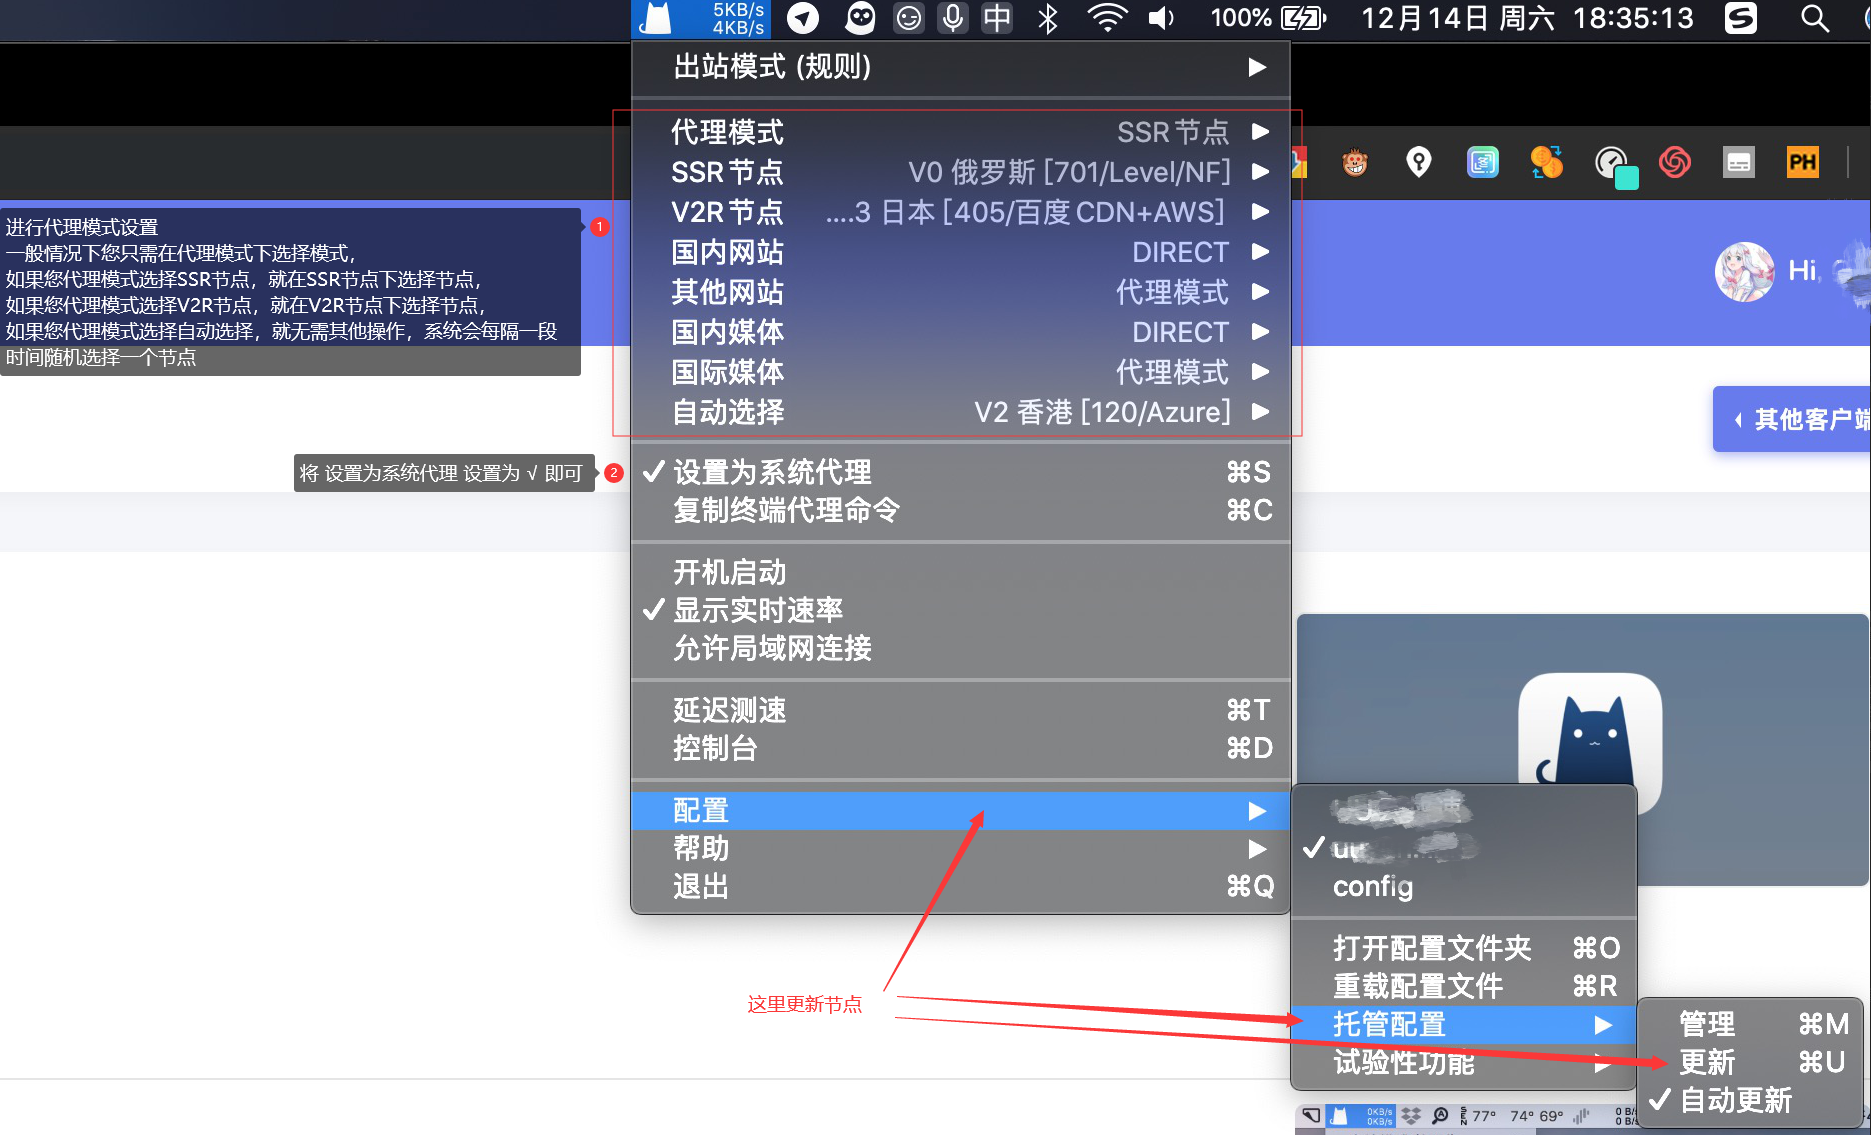 5KB/s
4KB/s
中
100%
12月14日 周六 18:35:13
出站模式 (规则)
代理模式 SSR节点
SSR节点 V0 俄罗斯 [701/Level/NF]
V2R节点 ....3 日本 [405/百度CDN+AWS]
国内网站 DIRECT
其他网站 代理模式
国内媒体 DIRECT
国际媒体 代理模式
自动选择 V2 香港 [120/Azure]
PH
进行代理模式设置
一般情况下您只需在代理模式下选择模式，
如果您代理模式选择SSR节点，就在SSR节点下选择节点，
如果您代理模式选择V2R节点，就在V2R节点下选择节点，
如果您代理模式选择自动选择，就无需其他操作，系统会每隔一段
时间随机选择一个节点
1
Hi,
其他客户端
将 设置为系统代理 设置为 √ 即可
2
✓ 设置为系统代理 ⌘S
复制终端代理命令 ⌘C
开机启动
✓ 显示实时速率
允许局域网连接
延迟测速 ⌘T
控制台 ⌘D
配置
帮助
退出 ⌘Q
config
打开配置文件夹 ⌘O
重载配置文件 ⌘R
托管配置
试验性功能
管理 ⌘M
更新 ⌘U
✓ 自动更新
这里更新节点
0KB/s
0KB/s
77° 74° 69°